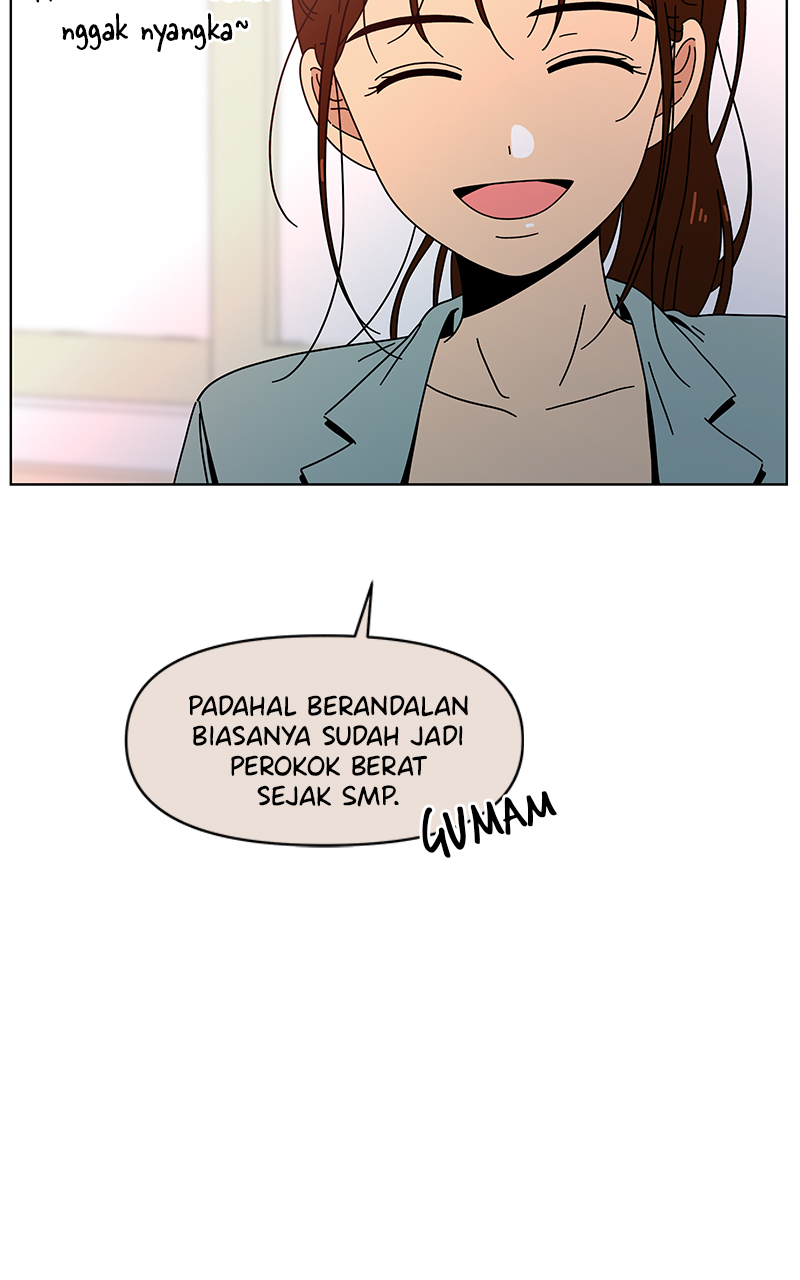 nggak nyangka~
PADAHAL BERANDALAN
BIASANYA SUDAH JADI
PEROKOK BERAT
SEJAK SMP.
GUMAM